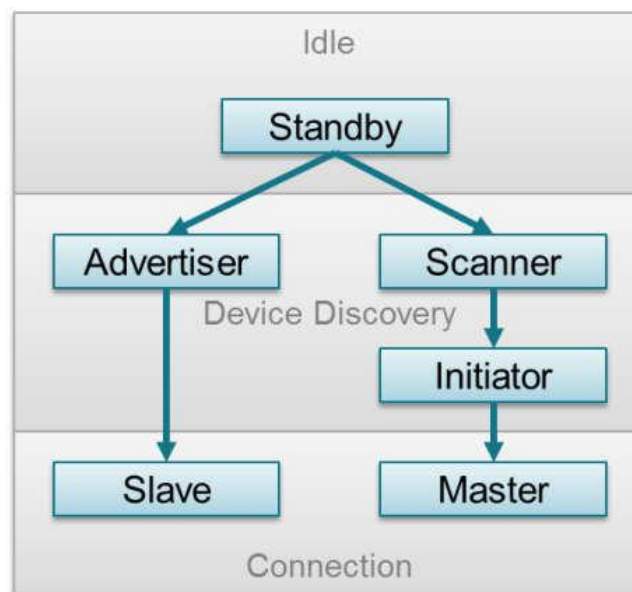 Idle
Standby
Advertiser
Scanner
Device Discovery
Initiator
Slave
Master
Connection